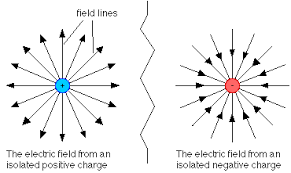 field lines
+
-
The electric field from an
isolated positive charge
The electric field from an
isolated negative charge